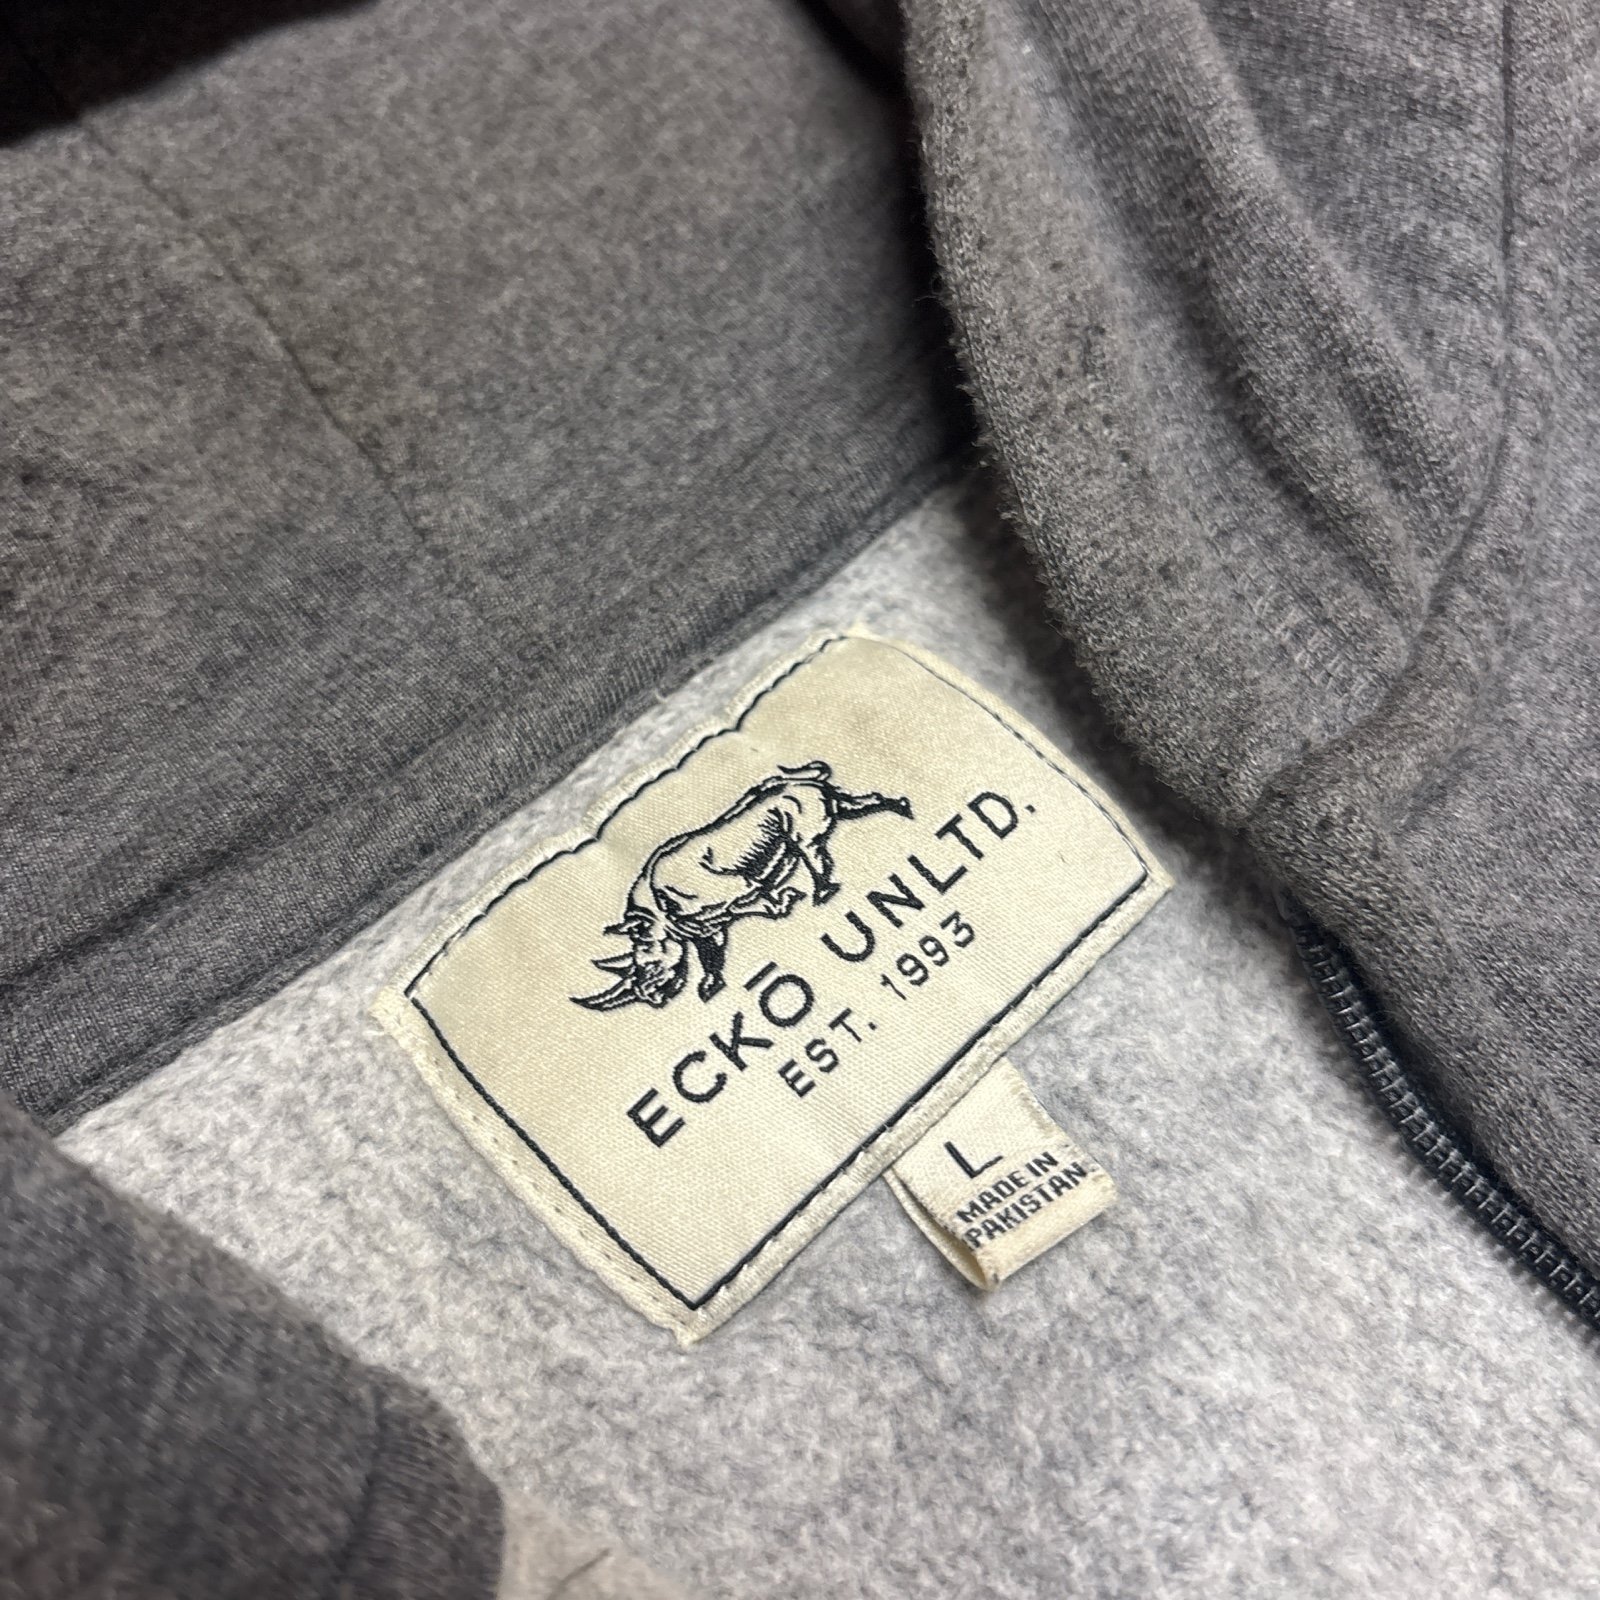 ECKŌ UNLTD.
EST. 1993
L
MADE IN
PAKISTAN